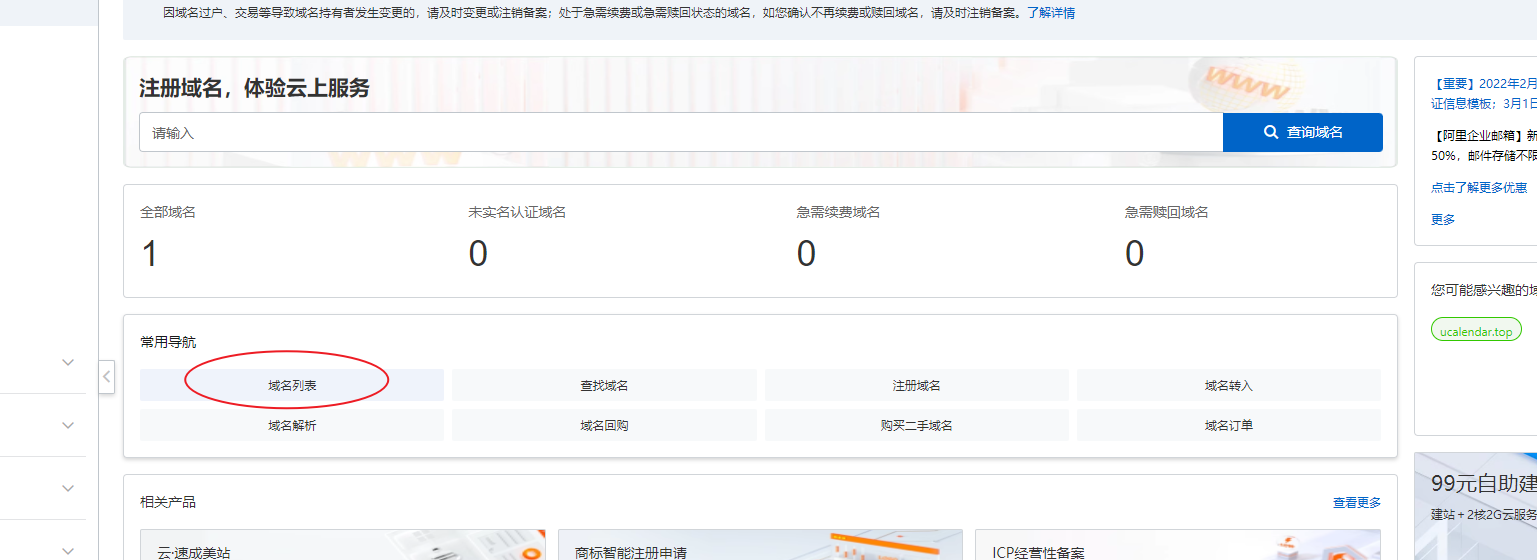 因域名过户、交易等导致域名持有者发生变更的，请及时变更或注销备案；处于急需续费或急需赎回状态的域名，如您确认不再续费或赎回域名，请及时注销备案。了解详情
注册域名，体验云上服务
请输入
查询域名
全部域名
未实名认证域名
急需续费域名
急需赎回域名
1
0
0
0
常用导航
域名列表
查找域名
注册域名
域名转入
域名解析
域名回购
购买二手域名
域名订单
相关产品
查看更多
云·速成美站
商标智能注册申请
ICP经营性备案
【重要】2022年2月
证信息模板；3月1日
【阿里企业邮箱】新
50%，邮件存储不限
点击了解更多优惠
更多
您可能感兴趣的域
ucalendar.top
99元自助建
建站＋2核2G云服务